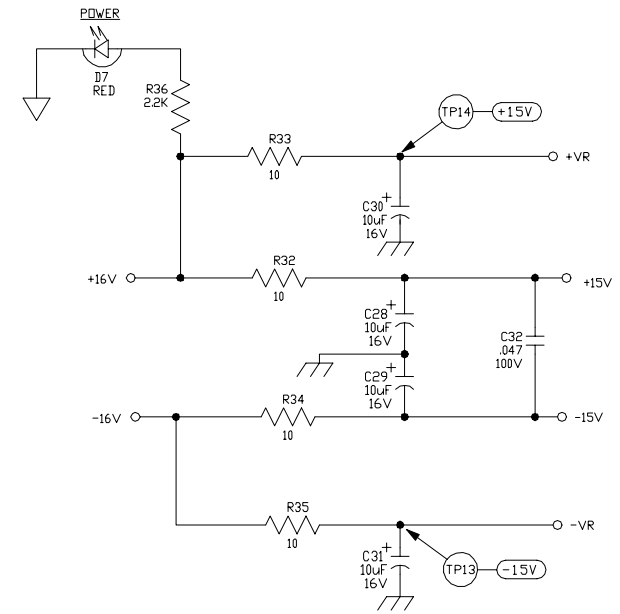 POWER
D7
RED
R36
2.2K
TP14
+15V
R33
10
+VR
C30
+
10uF
16V
+16V
R32
10
+15V
C28
+
10uF
16V
C32
.047
100V
C29
+
10uF
16V
R34
10
-16V
-15V
R35
10
-VR
C31
+
10uF
16V
TP13
-15V